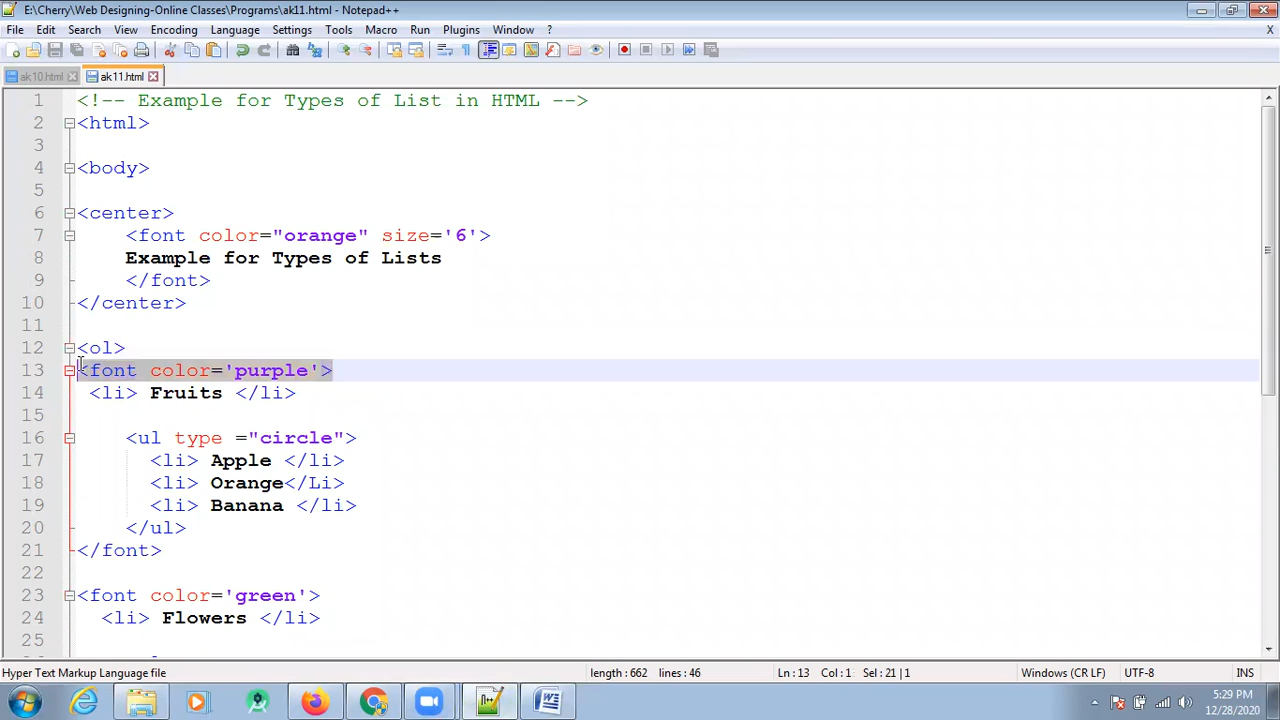 E:\Cherry\Web Designing-Online Classes\Programs\ak11.html - Notepad++
File Edit Search View Encoding Language Settings Tools Macro Run Plugins Window ? X
ak10.html ak11.html
1 <!-- Example for Types of List in HTML -->
2 <html>
3
4 <body>
5
6 <center>
7 <font color="orange" size='6'>
8 Example for Types of Lists
9 </font>
10 </center>
11
12 <ol>
13 <font color='purple'>
14 <li> Fruits </li>
15
16 <ul type ="circle">
17 <li> Apple </li>
18 <li> Orange</Li>
19 <li> Banana </li>
20 </ul>
21 </font>
22
23 <font color='green'>
24 <li> Flowers </li>
25
Hyper Text Markup Language file length : 662 lines : 46 Ln : 13 Col : 1 Sel : 21 | 1 Windows (CR LF) UTF-8 INS
5:29 PM
12/28/2020